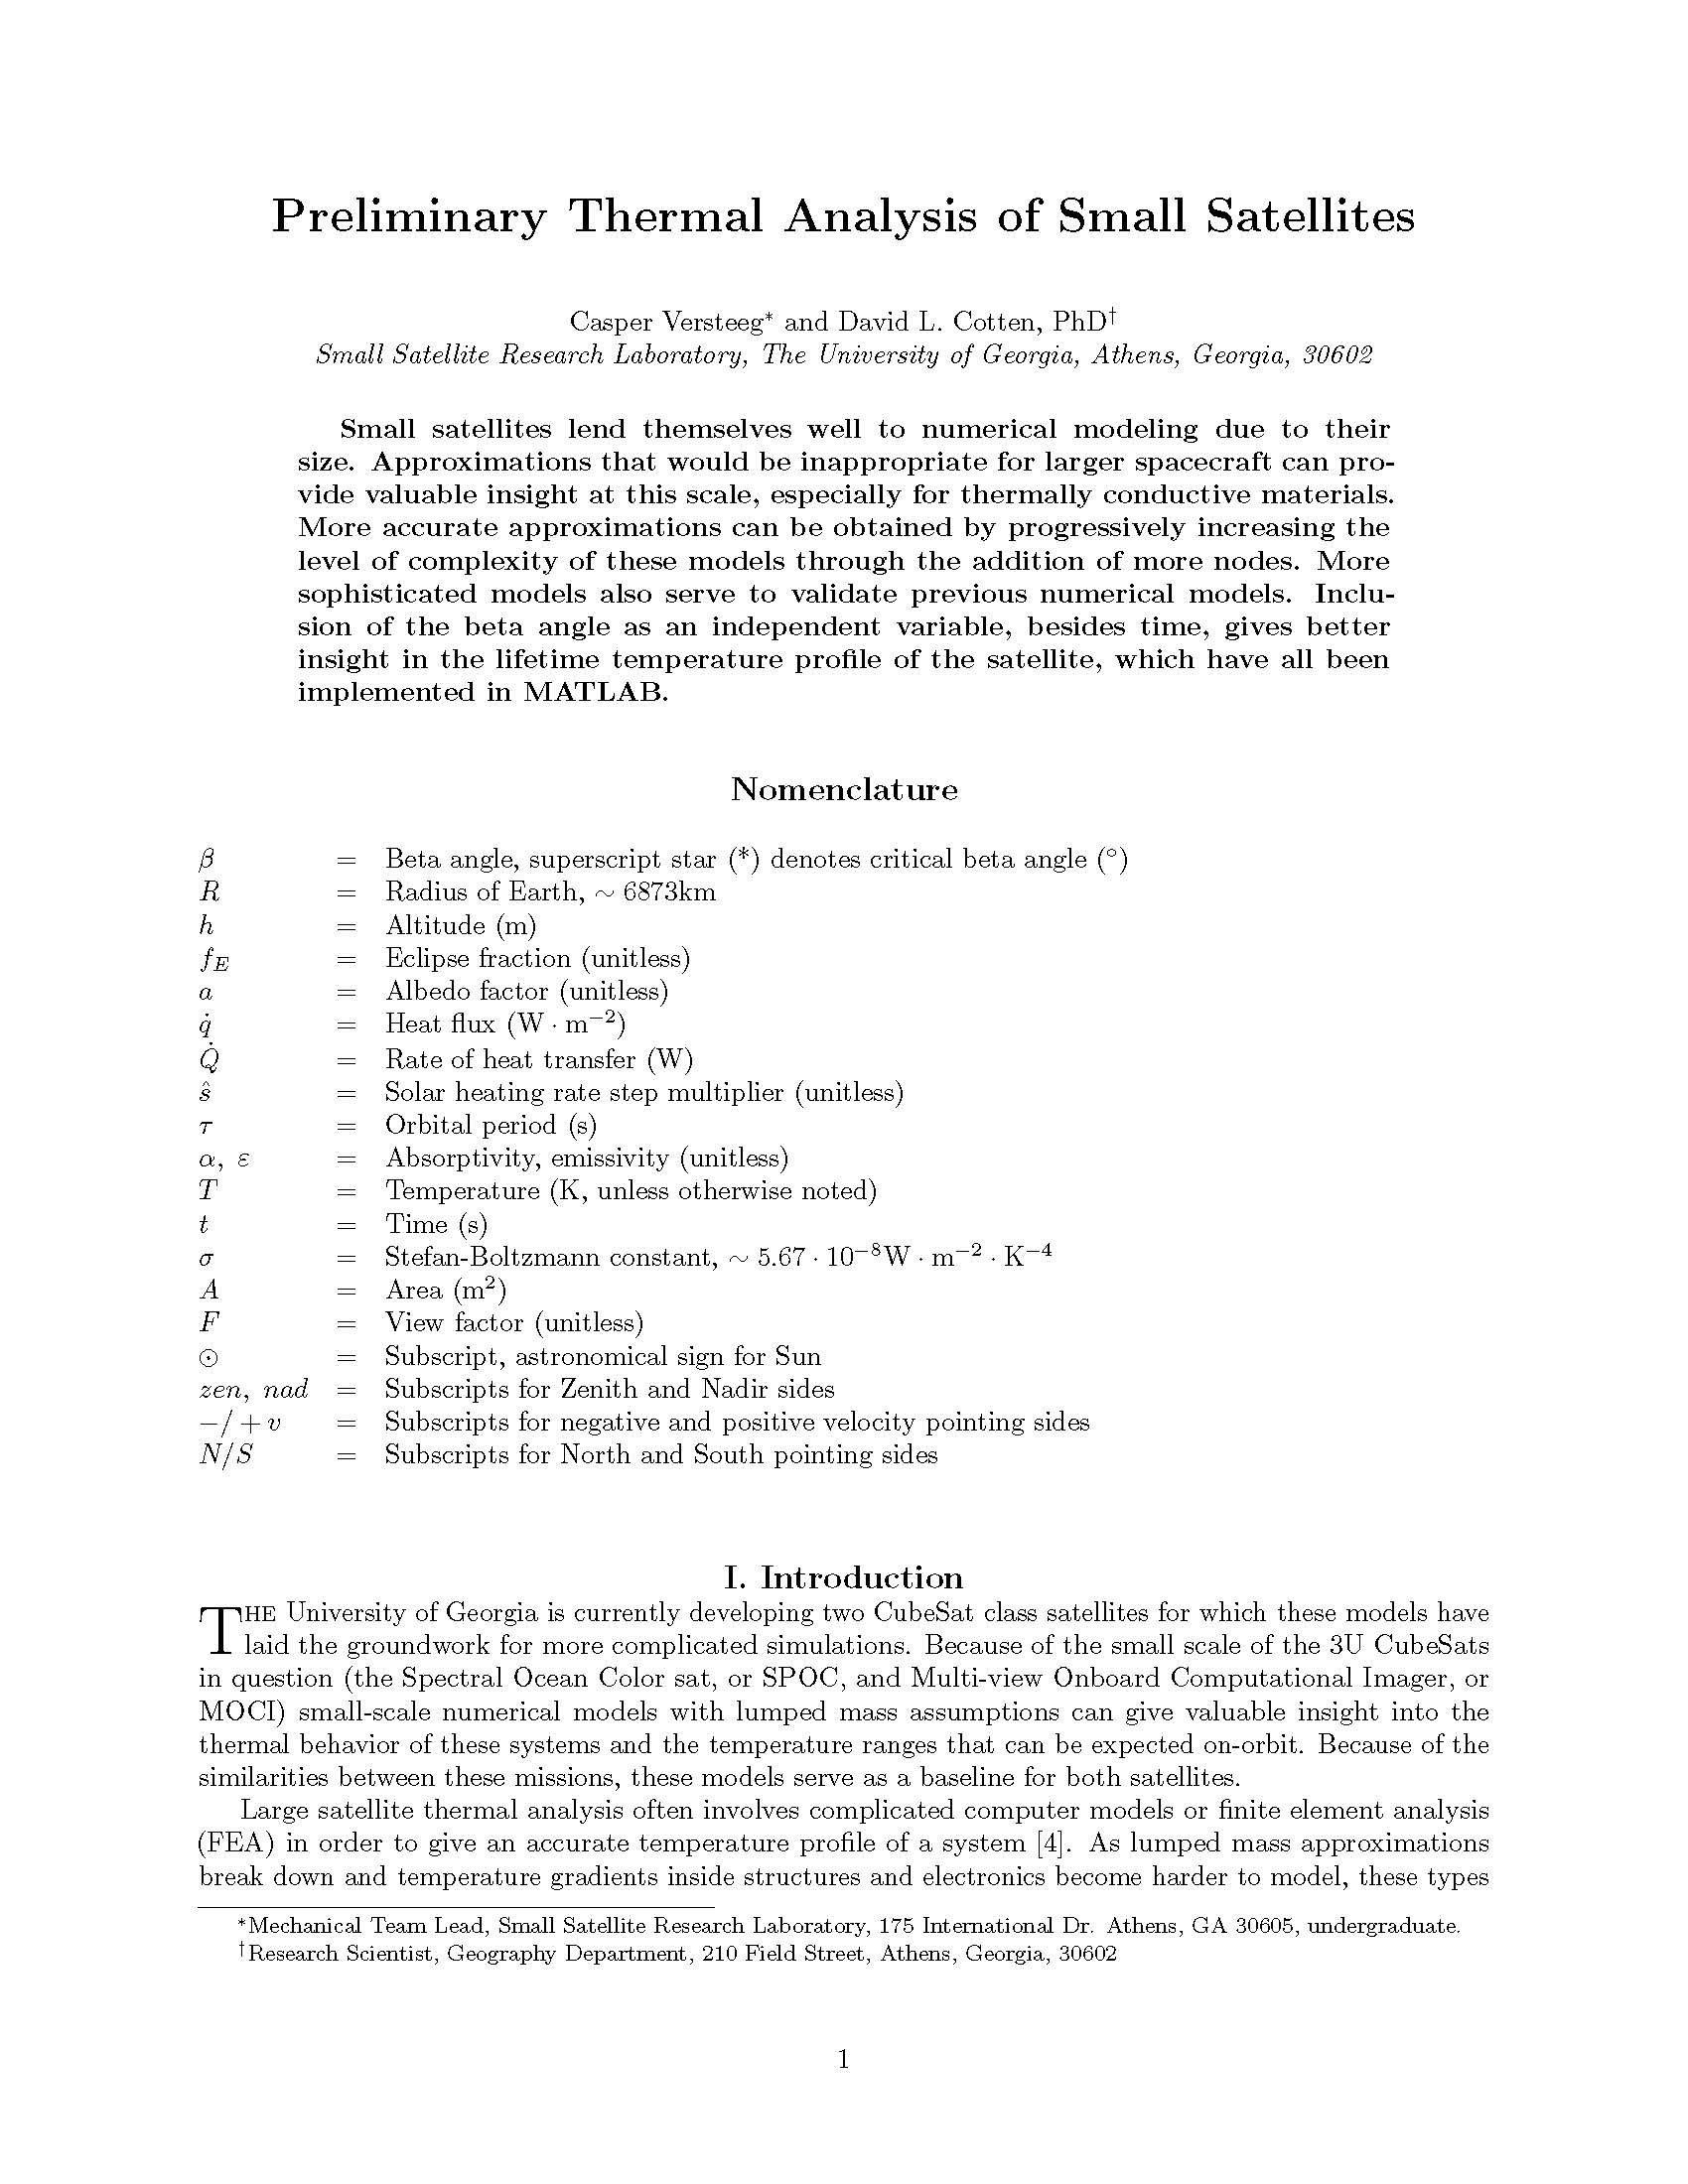 Preliminary Thermal Analysis of Small Satellites
Casper Versteeg* and David L. Cotten, PhD†
Small Satellite Research Laboratory, The University of Georgia, Athens, Georgia, 30602
Small satellites lend themselves well to numerical modeling due to their
size. Approximations that would be inappropriate for larger spacecraft can pro-
vide valuable insight at this scale, especially for thermally conductive materials.
More accurate approximations can be obtained by progressively increasing the
level of complexity of these models through the addition of more nodes. More
sophisticated models also serve to validate previous numerical models. Inclu-
sion of the beta angle as an independent variable, besides time, gives better
insight in the lifetime temperature profile of the satellite, which have all been
implemented in MATLAB.
Nomenclature
β = Beta angle, superscript star (*) denotes critical beta angle (°)
R = Radius of Earth, ∼ 6873km
h = Altitude (m)
f_E = Eclipse fraction (unitless)
a = Albedo factor (unitless)
q̇ = Heat flux (W · m⁻²)
Q̇ = Rate of heat transfer (W)
ŝ = Solar heating rate step multiplier (unitless)
τ = Orbital period (s)
α, ε = Absorptivity, emissivity (unitless)
T = Temperature (K, unless otherwise noted)
t = Time (s)
σ = Stefan-Boltzmann constant, ∼ 5.67 · 10⁻⁸W · m⁻² · K⁻⁴
A = Area (m²)
F = View factor (unitless)
⊙ = Subscript, astronomical sign for Sun
zen, nad = Subscripts for Zenith and Nadir sides
−/ + v = Subscripts for negative and positive velocity pointing sides
N/S = Subscripts for North and South pointing sides
I. Introduction
THE University of Georgia is currently developing two CubeSat class satellites for which these models have
laid the groundwork for more complicated simulations. Because of the small scale of the 3U CubeSats
in question (the Spectral Ocean Color sat, or SPOC, and Multi-view Onboard Computational Imager, or
MOCI) small-scale numerical models with lumped mass assumptions can give valuable insight into the
thermal behavior of these systems and the temperature ranges that can be expected on-orbit. Because of the
similarities between these missions, these models serve as a baseline for both satellites.
Large satellite thermal analysis often involves complicated computer models or finite element analysis
(FEA) in order to give an accurate temperature profile of a system [4]. As lumped mass approximations
break down and temperature gradients inside structures and electronics become harder to model, these types
*Mechanical Team Lead, Small Satellite Research Laboratory, 175 International Dr. Athens, GA 30605, undergraduate.
†Research Scientist, Geography Department, 210 Field Street, Athens, Georgia, 30602
1